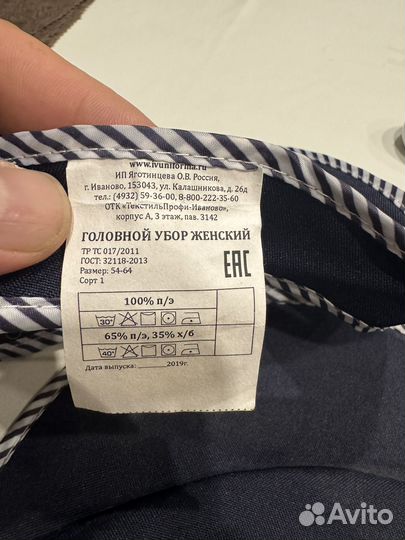 www.ivuniforma.ru
ИП Яготинцева О.В. Россия,
г. Иваново, 153043, ул. Калашникова, д. 26д
тел.: (4932) 59-36-00, 8-800-222-35-60
ОТК «ТекстильПрофи-Иваново»,
корпус А, 3 этаж, пав. 3142
ГОЛОВНОЙ УБОР ЖЕНСКИЙ
ТР ТС 017/2011
ГОСТ: 32118-2013
Размер: 54-64
Сорт 1
EAC
100% п/э
30°
65% п/э, 35% х/б
40°
Дата выпуска: ______2019г.
Avito